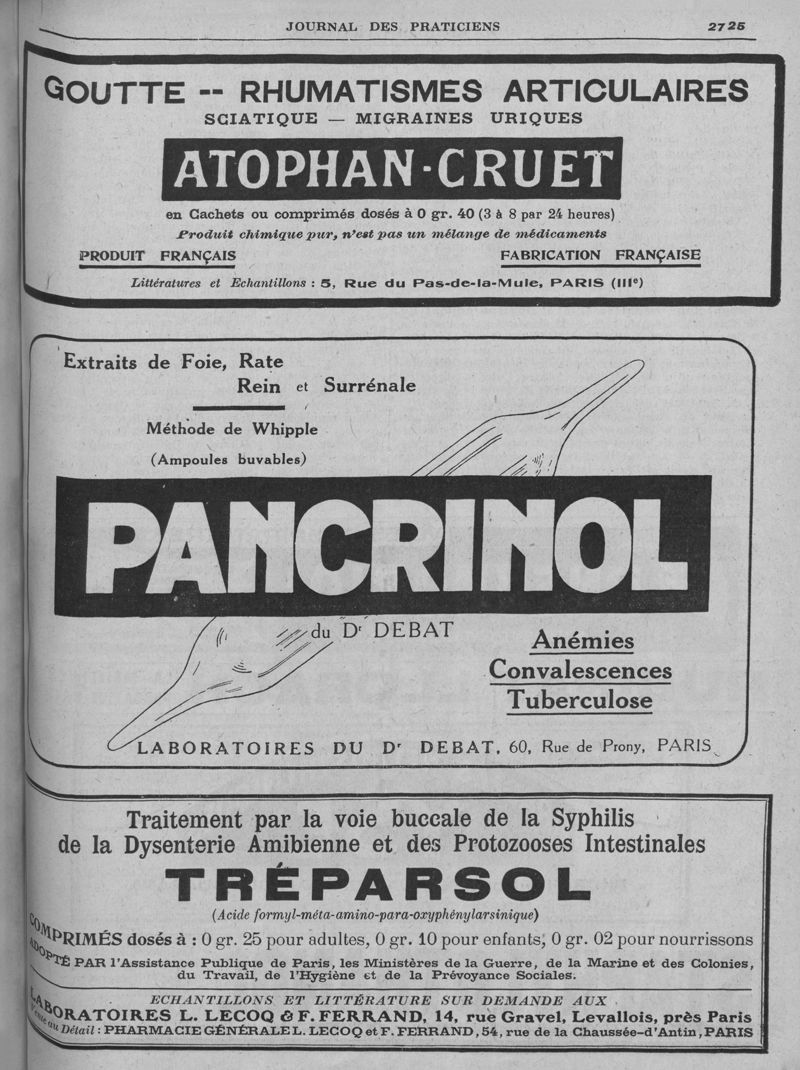 JOURNAL DES PRATICIENS 2725
GOUTTE -- RHUMATISMES ARTICULAIRES
SCIATIQUE — MIGRAINES URIQUES
ATOPHAN-CRUET
en Cachets ou comprimés dosés à 0 gr. 40 (3 à 8 par 24 heures)
Produit chimique pur, n'est pas un mélange de médicaments
PRODUIT FRANÇAIS FABRICATION FRANÇAISE
Littératures et Echantillons : 5, Rue du Pas-de-la-Mule, PARIS (IIIe)
Extraits de Foie, Rate
Rein et Surrénale
Méthode de Whipple
(Ampoules buvables)
PANCRINOL
du Dr DEBAT
Anémies
Convalescences
Tuberculose
LABORATOIRES DU Dr DEBAT, 60, Rue de Prony, PARIS
Traitement par la voie buccale de la Syphilis
de la Dysenterie Amibienne et des Protozooses Intestinales
TRÉPARSOL
(Acide formyl-méta-amino-para-oxyphénylarsinique)
COMPRIMÉS dosés à : 0 gr. 25 pour adultes, 0 gr. 10 pour enfants, 0 gr. 02 pour nourrissons
ADOPTÉ PAR l'Assistance Publique de Paris, les Ministères de la Guerre, de la Marine et des Colonies,
du Travail, de l'Hygiène et de la Prévoyance Sociales.
ECHANTILLONS ET LITTÉRATURE SUR DEMANDE AUX
LABORATOIRES L. LECOQ & F. FERRAND, 14, rue Gravel, Levallois, près Paris
Vente au Détail : PHARMACIE GÉNÉRALE L. LECOQ et F. FERRAND, 54, rue de la Chaussée-d'Antin, PARIS